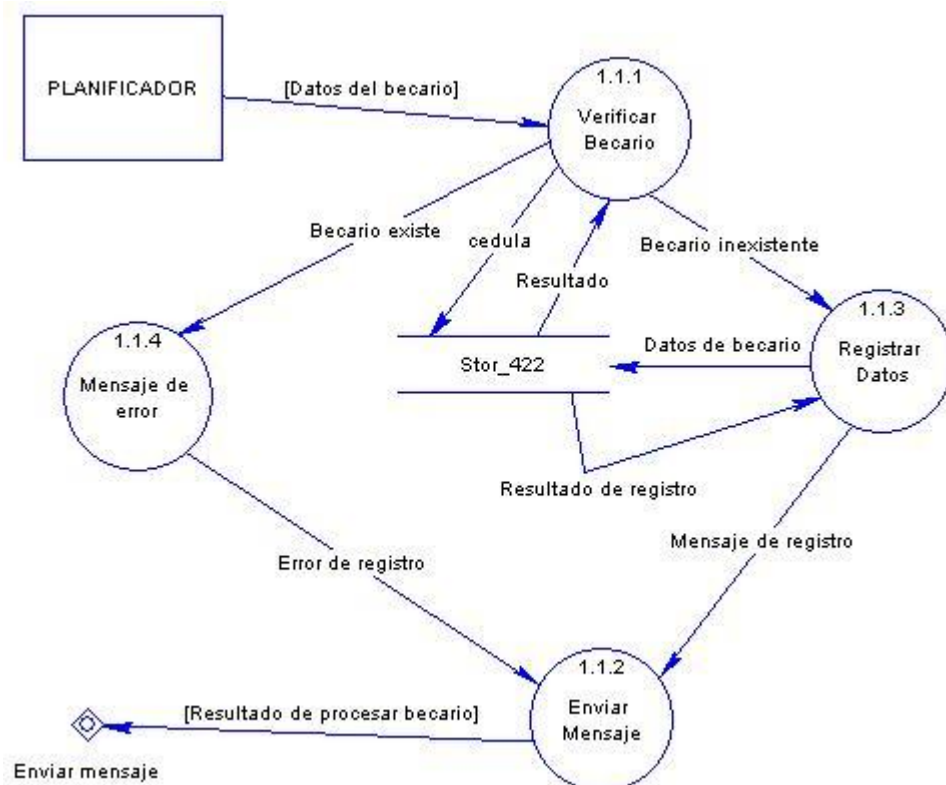 PLANIFICADOR
[Datos del becario]
1.1.1
Verificar
Becario
Becario existe
cedula
Resultado
Becario inexistente
1.1.4
Mensaje de
error
Stor_422
Datos de becario
1.1.3
Registrar
Datos
Resultado de registro
Error de registro
Mensaje de registro
1.1.2
Enviar
Mensaje
[Resultado de procesar becario]
Enviar mensaje